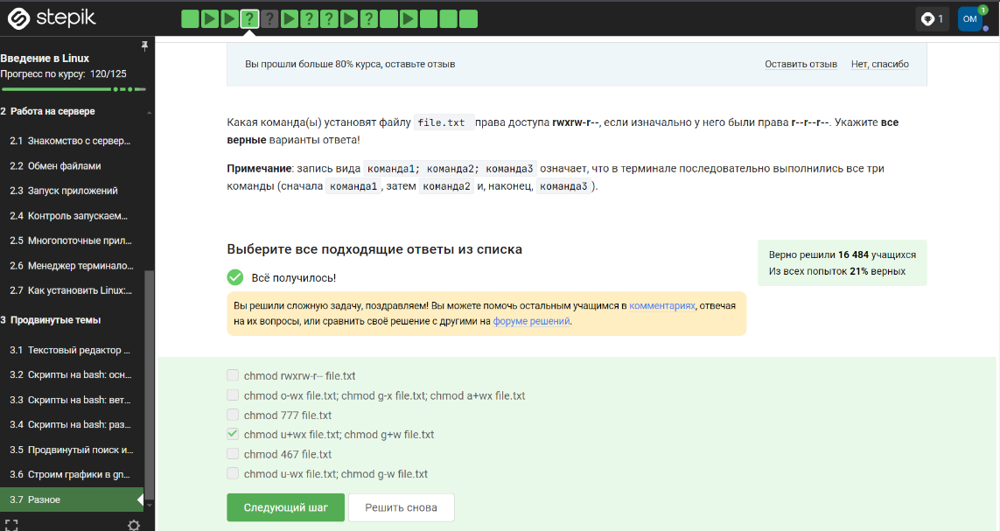 stepik
?
?
?
?
?
1
ОМ
1
Введение в Linux
Прогресс по курсу: 120/125
2 Работа на сервере
2.1 Знакомство с сервер...
2.2 Обмен файлами
2.3 Запуск приложений
2.4 Контроль запускаем...
2.5 Многопоточные прил...
2.6 Менеджер терминало...
2.7 Как установить Linux:...
3 Продвинутые темы
3.1 Текстовый редактор ...
3.2 Скрипты на bash: осн...
3.3 Скрипты на bash: вет...
3.4 Скрипты на bash: раз...
3.5 Продвинутый поиск и...
3.6 Строим графики в gn...
3.7 Разное
Вы прошли больше 80% курса, оставьте отзыв
Оставить отзыв Нет, спасибо
Какая команда(ы) установят файлу file.txt права доступа rwxrw-r--, если изначально у него были права r--r--r--. Укажите все
верные варианты ответа!
Примечание: запись вида команда1; команда2; команда3 означает, что в терминале последовательно выполнились все три
команды (сначала команда1 , затем команда2 и, наконец, команда3 ).
Выберите все подходящие ответы из списка
Верно решили 16 484 учащихся
Из всех попыток 21% верных
Всё получилось!
Вы решили сложную задачу, поздравляем! Вы можете помочь остальным учащимся в комментариях, отвечая
на их вопросы, или сравнить своё решение с другими на форуме решений.
chmod rwxrw-r-- file.txt
chmod o-wx file.txt; chmod g-x file.txt; chmod a+wx file.txt
chmod 777 file.txt
chmod u+wx file.txt; chmod g+w file.txt
chmod 467 file.txt
chmod u-wx file.txt; chmod g-w file.txt
Следующий шаг
Решить снова